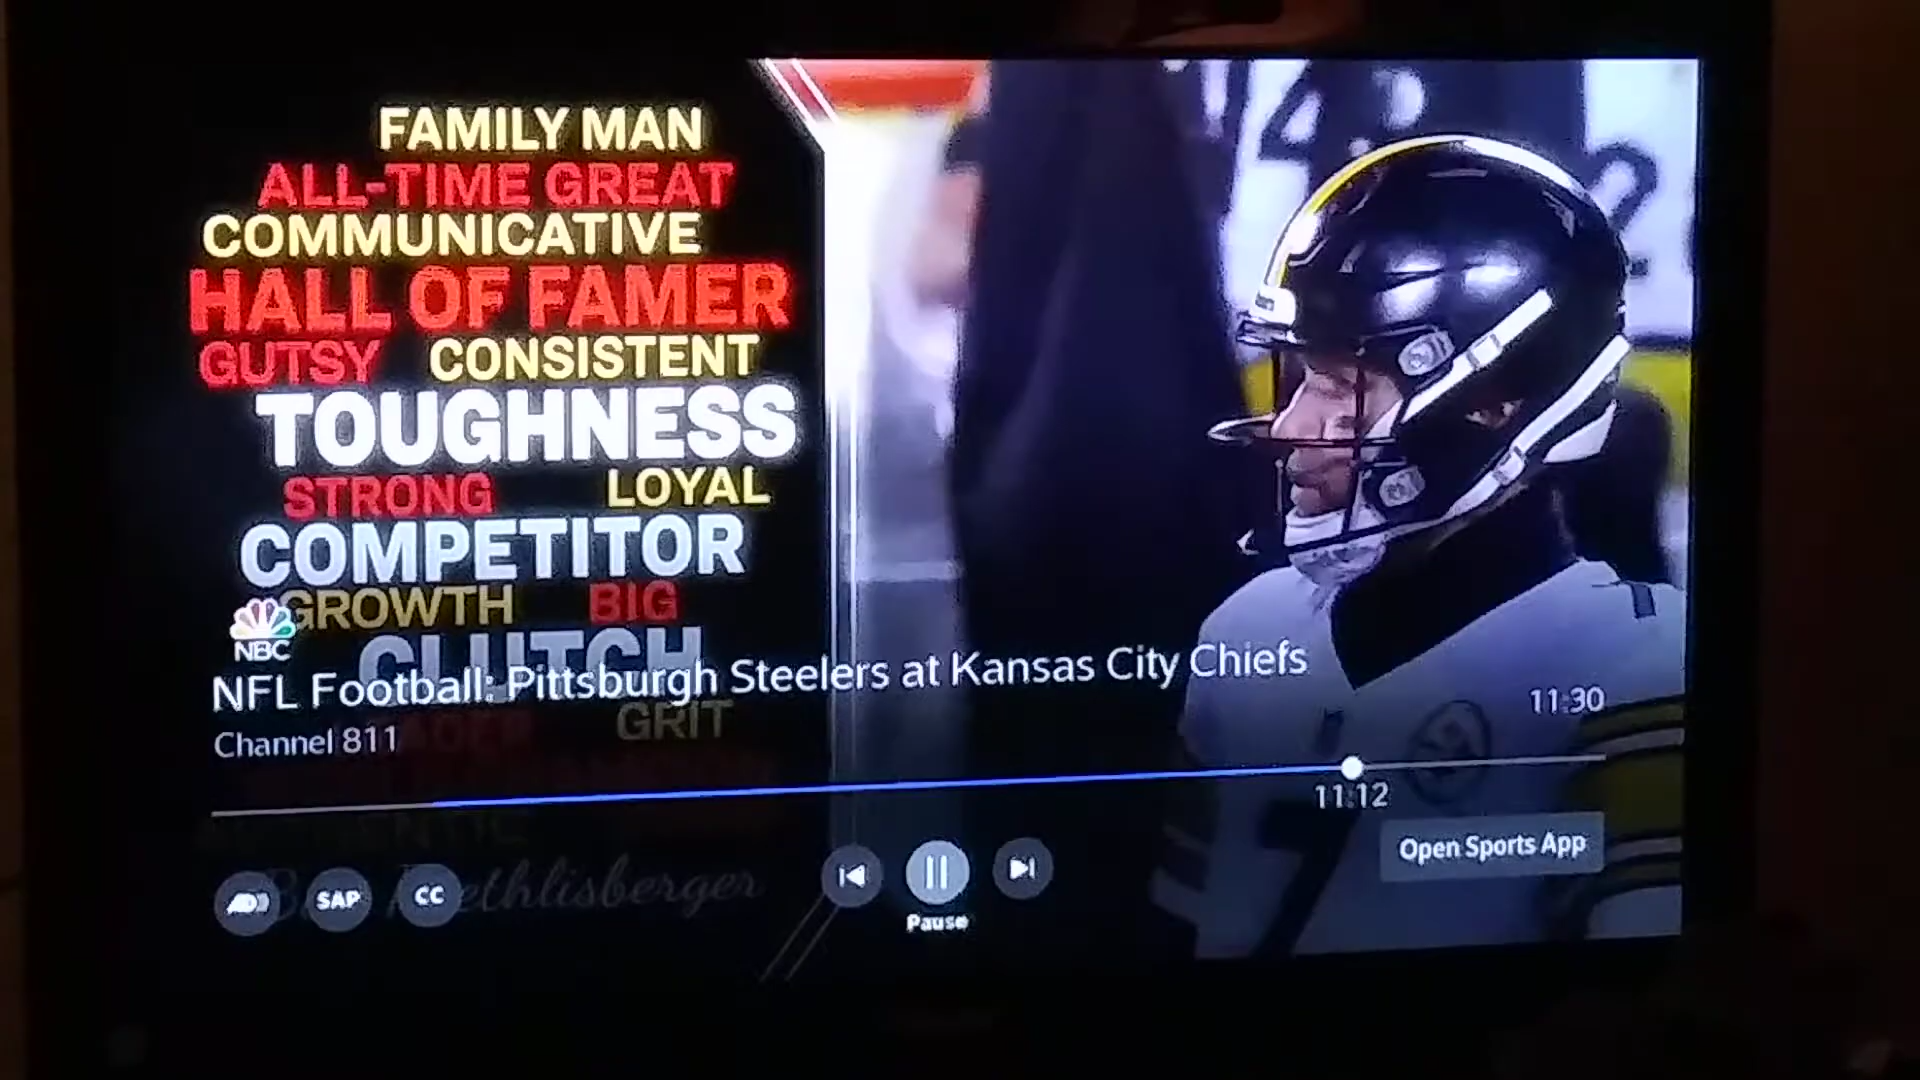 FAMILY MAN
ALL-TIME GREAT
COMMUNICATIVE
HALL OF FAMER
GUTSY CONSISTENT
TOUGHNESS
STRONG LOYAL
COMPETITOR
GROWTH BIG
CLUTCH
NBC
NFL Football: Pittsburgh Steelers at Kansas City Chiefs
11:30
GRIT
Channel 811
11:12
Open Sports App
SAP
CC
Pause
7